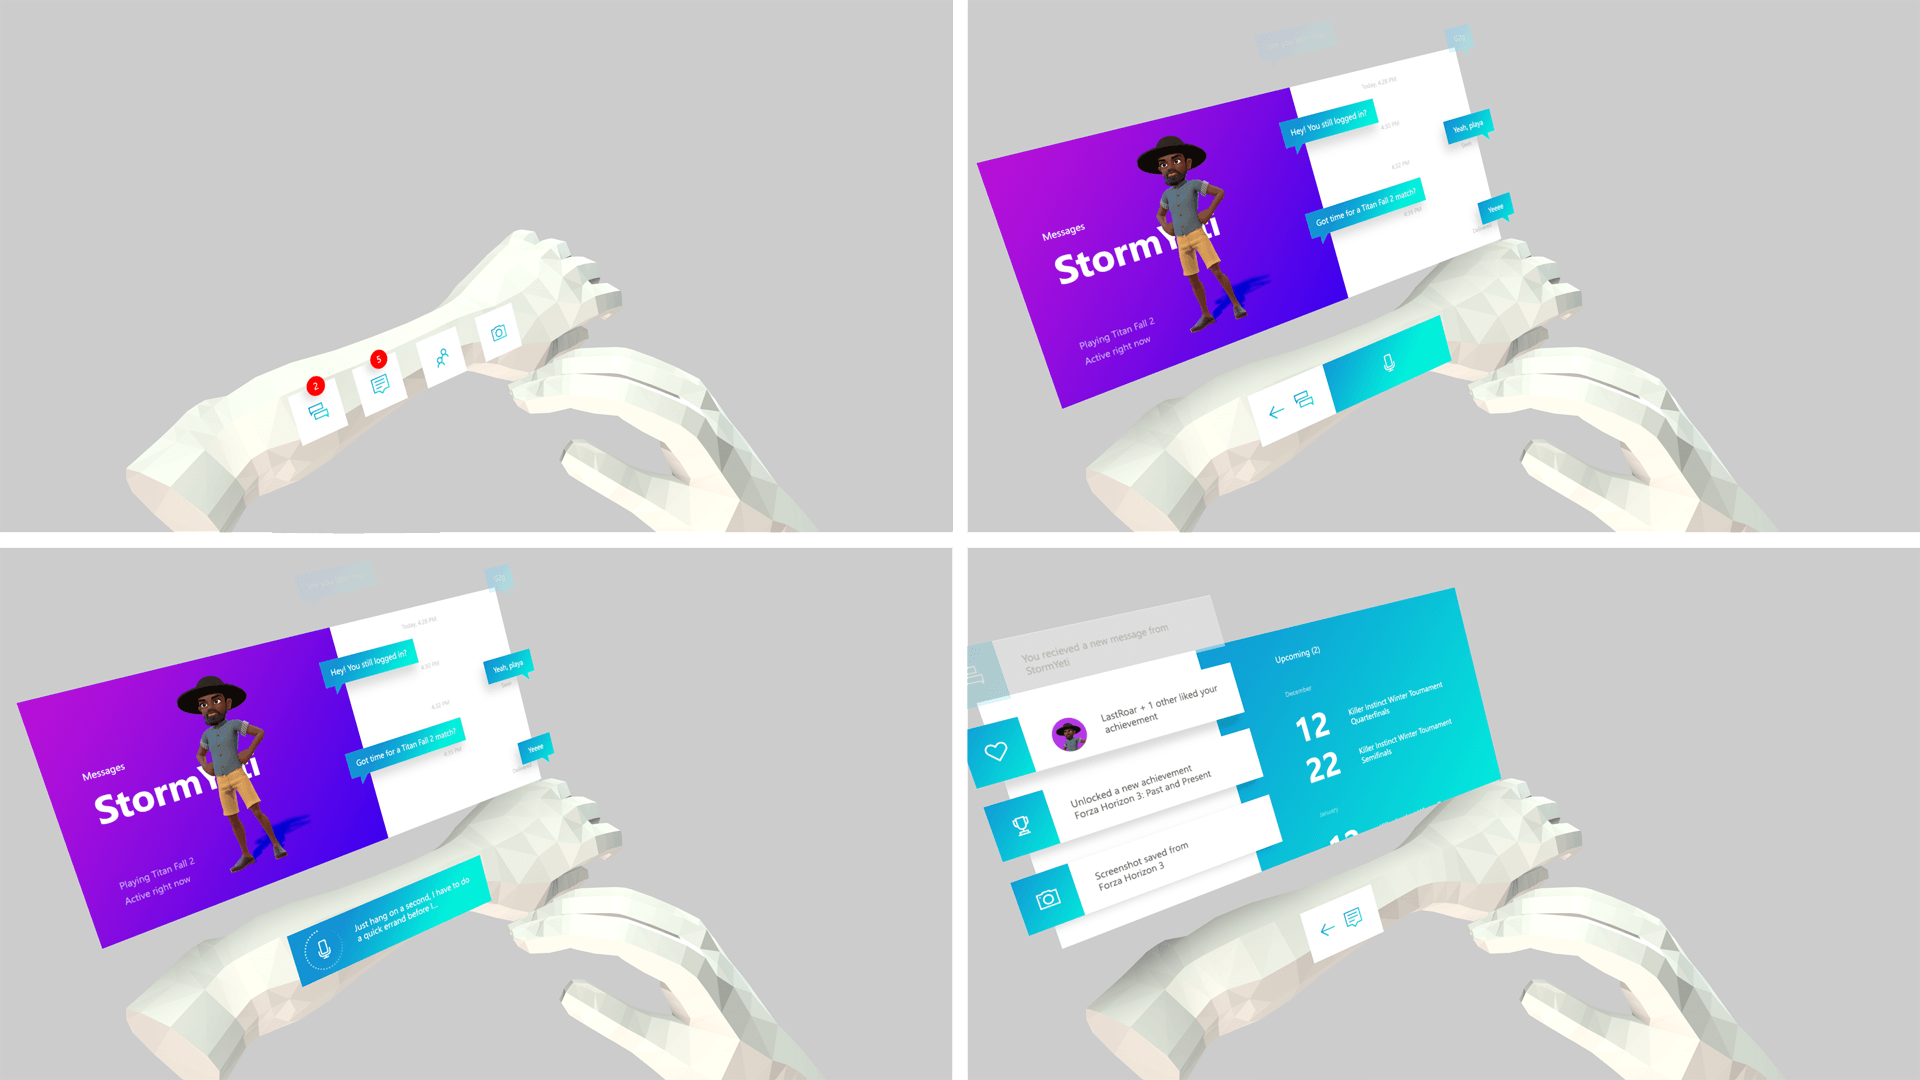 2
5
Today, 4:28 PM
Hey! You still logged in?
4:30 PM
Yeah, playa
Seen
4:32 PM
Got time for a Titan Fall 2 match?
4:35 PM
Yeeee
Messages
StormYeti
Playing Titan Fall 2
Active right now
Today, 4:28 PM
Hey! You still logged in?
4:30 PM
Yeah, playa
Seen
4:32 PM
Got time for a Titan Fall 2 match?
4:35 PM
Yeeee
Messages
StormYeti
Playing Titan Fall 2
Active right now
Just hang on a second, I have to do
a quick errand before I...
You recieved a new message from
StormYeti
LastRoar + 1 other liked your
achievement
Unlocked a new achievement
Forza Horizon 3: Past and Present
Screenshot saved from
Forza Horizon 3
Upcoming (2)
December
12
Killer Instinct Winter Tournament
Quarterfinals
22
Killer Instinct Winter Tournament
Semifinals
January